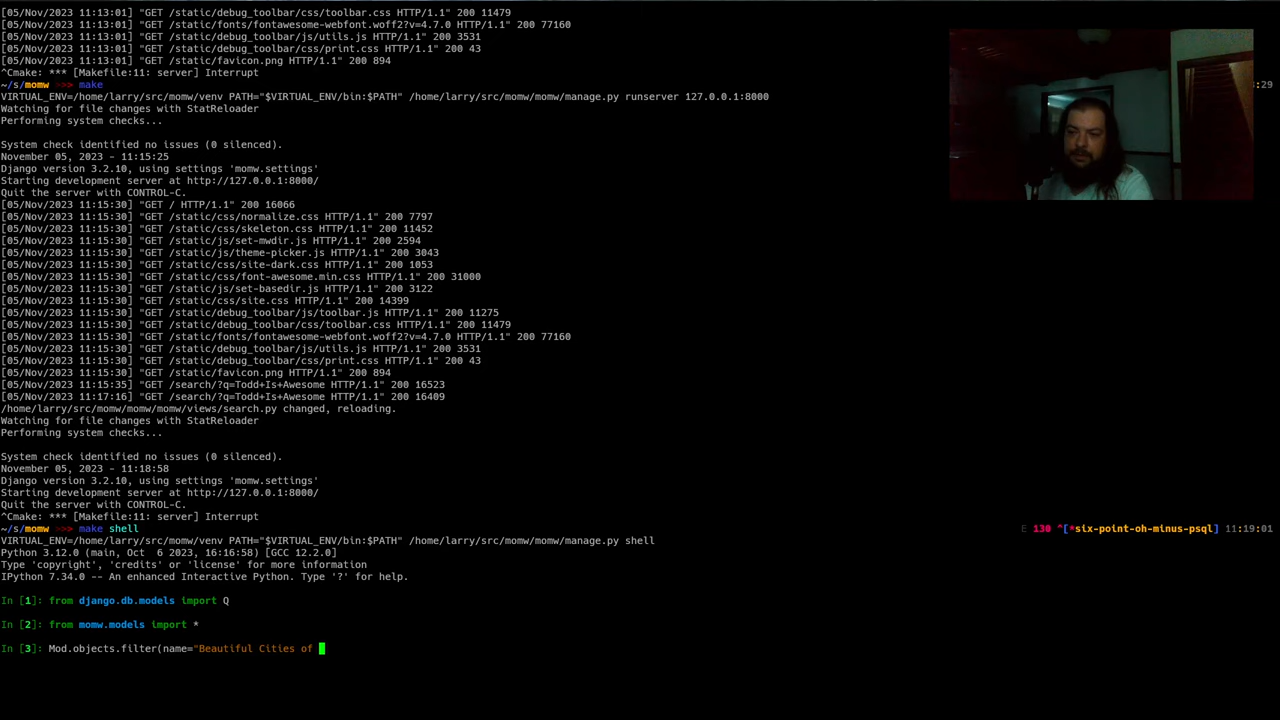 [05/Nov/2023 11:13:01] "GET /static/debug_toolbar/css/toolbar.css HTTP/1.1" 200 11479
[05/Nov/2023 11:13:01] "GET /static/fonts/fontawesome-webfont.woff2?v=4.7.0 HTTP/1.1" 200 77160
[05/Nov/2023 11:13:01] "GET /static/debug_toolbar/js/utils.js HTTP/1.1" 200 3531
[05/Nov/2023 11:13:01] "GET /static/debug_toolbar/css/print.css HTTP/1.1" 200 43
[05/Nov/2023 11:13:01] "GET /static/favicon.png HTTP/1.1" 200 894
^Cmake: *** [Makefile:11: server] Interrupt
~/s/momw >>> make :29
VIRTUAL_ENV=/home/larry/src/momw/venv PATH="$VIRTUAL_ENV/bin:$PATH" /home/larry/src/momw/momw/manage.py runserver 127.0.0.1:8000
Watching for file changes with StatReloader
Performing system checks...
System check identified no issues (0 silenced).
November 05, 2023 - 11:15:25
Django version 3.2.10, using settings 'momw.settings'
Starting development server at http://127.0.0.1:8000/
Quit the server with CONTROL-C.
[05/Nov/2023 11:15:30] "GET / HTTP/1.1" 200 16066
[05/Nov/2023 11:15:30] "GET /static/css/normalize.css HTTP/1.1" 200 7797
[05/Nov/2023 11:15:30] "GET /static/css/skeleton.css HTTP/1.1" 200 11452
[05/Nov/2023 11:15:30] "GET /static/js/set-mwdir.js HTTP/1.1" 200 2594
[05/Nov/2023 11:15:30] "GET /static/js/theme-picker.js HTTP/1.1" 200 3043
[05/Nov/2023 11:15:30] "GET /static/css/site-dark.css HTTP/1.1" 200 1053
[05/Nov/2023 11:15:30] "GET /static/css/font-awesome.min.css HTTP/1.1" 200 31000
[05/Nov/2023 11:15:30] "GET /static/js/set-basedir.js HTTP/1.1" 200 3122
[05/Nov/2023 11:15:30] "GET /static/css/site.css HTTP/1.1" 200 14399
[05/Nov/2023 11:15:30] "GET /static/debug_toolbar/js/toolbar.js HTTP/1.1" 200 11275
[05/Nov/2023 11:15:30] "GET /static/debug_toolbar/css/toolbar.css HTTP/1.1" 200 11479
[05/Nov/2023 11:15:30] "GET /static/fonts/fontawesome-webfont.woff2?v=4.7.0 HTTP/1.1" 200 77160
[05/Nov/2023 11:15:30] "GET /static/debug_toolbar/js/utils.js HTTP/1.1" 200 3531
[05/Nov/2023 11:15:30] "GET /static/debug_toolbar/css/print.css HTTP/1.1" 200 43
[05/Nov/2023 11:15:30] "GET /static/favicon.png HTTP/1.1" 200 894
[05/Nov/2023 11:15:35] "GET /search/?q=Todd+Is+Awesome HTTP/1.1" 200 16523
[05/Nov/2023 11:17:16] "GET /search/?q=Todd+Is+Awesome HTTP/1.1" 200 16409
/home/larry/src/momw/momw/momw/views/search.py changed, reloading.
Watching for file changes with StatReloader
Performing system checks...
System check identified no issues (0 silenced).
November 05, 2023 - 11:18:58
Django version 3.2.10, using settings 'momw.settings'
Starting development server at http://127.0.0.1:8000/
Quit the server with CONTROL-C.
^Cmake: *** [Makefile:11: server] Interrupt
~/s/momw >>> make shell E 130 ^[*six-point-oh-minus-psql] 11:19:01
VIRTUAL_ENV=/home/larry/src/momw/venv PATH="$VIRTUAL_ENV/bin:$PATH" /home/larry/src/momw/momw/manage.py shell
Python 3.12.0 (main, Oct  6 2023, 16:16:58) [GCC 12.2.0]
Type 'copyright', 'credits' or 'license' for more information
IPython 7.34.0 -- An enhanced Interactive Python. Type '?' for help.
In [1]: from django.db.models import Q
In [2]: from momw.models import *
In [3]: Mod.objects.filter(name="Beautiful Cities of